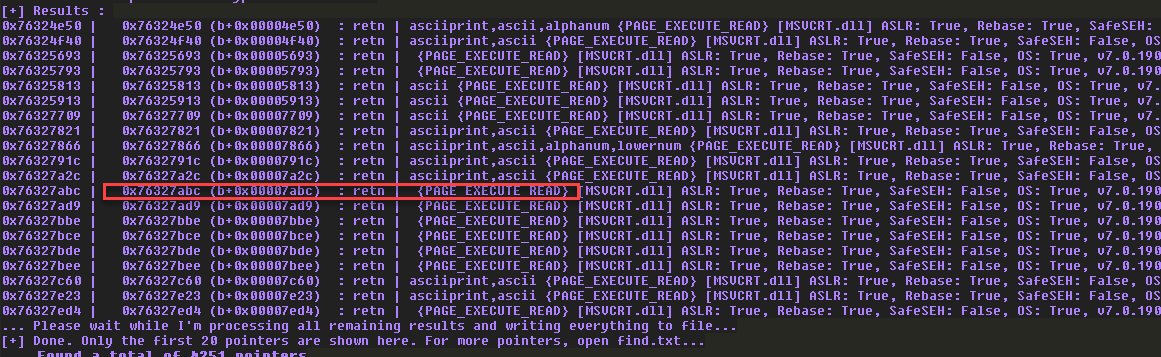 [+] Results :
0x76324e50 | 0x76324e50 (b+0x00004e50) : retn | asciiprint,ascii,alphanum {PAGE_EXECUTE_READ} [MSVCRT.dll] ASLR: True, Rebase: True, SafeSEH:
0x76324f40 | 0x76324f40 (b+0x00004f40) : retn | asciiprint,ascii {PAGE_EXECUTE_READ} [MSVCRT.dll] ASLR: True, Rebase: True, SafeSEH: False, OS
0x76325693 | 0x76325693 (b+0x00005693) : retn | {PAGE_EXECUTE_READ} [MSVCRT.dll] ASLR: True, Rebase: True, SafeSEH: False, OS: True, v7.0.190
0x76325793 | 0x76325793 (b+0x00005793) : retn | {PAGE_EXECUTE_READ} [MSVCRT.dll] ASLR: True, Rebase: True, SafeSEH: False, OS: True, v7.0.190
0x76325813 | 0x76325813 (b+0x00005813) : retn | ascii {PAGE_EXECUTE_READ} [MSVCRT.dll] ASLR: True, Rebase: True, SafeSEH: False, OS: True, v7.
0x76325913 | 0x76325913 (b+0x00005913) : retn | ascii {PAGE_EXECUTE_READ} [MSVCRT.dll] ASLR: True, Rebase: True, SafeSEH: False, OS: True, v7.
0x76327709 | 0x76327709 (b+0x00007709) : retn | ascii {PAGE_EXECUTE_READ} [MSVCRT.dll] ASLR: True, Rebase: True, SafeSEH: False, OS: True, v7.
0x76327821 | 0x76327821 (b+0x00007821) : retn | asciiprint,ascii {PAGE_EXECUTE_READ} [MSVCRT.dll] ASLR: True, Rebase: True, SafeSEH: False, OS
0x76327866 | 0x76327866 (b+0x00007866) : retn | asciiprint,ascii,alphanum,lowernum {PAGE_EXECUTE_READ} [MSVCRT.dll] ASLR: True, Rebase: True,
0x7632791c | 0x7632791c (b+0x0000791c) : retn | asciiprint,ascii {PAGE_EXECUTE_READ} [MSVCRT.dll] ASLR: True, Rebase: True, SafeSEH: False, OS
0x76327a2c | 0x76327a2c (b+0x00007a2c) : retn | asciiprint,ascii {PAGE_EXECUTE_READ} [MSVCRT.dll] ASLR: True, Rebase: True, SafeSEH: False, OS
0x76327abc | 0x76327abc (b+0x00007abc) : retn | {PAGE_EXECUTE_READ} [MSVCRT.dll] ASLR: True, Rebase: True, SafeSEH: False, OS: True, v7.0.190
0x76327ad9 | 0x76327ad9 (b+0x00007ad9) : retn | {PAGE_EXECUTE_READ} [MSVCRT.dll] ASLR: True, Rebase: True, SafeSEH: False, OS: True, v7.0.190
0x76327bbe | 0x76327bbe (b+0x00007bbe) : retn | {PAGE_EXECUTE_READ} [MSVCRT.dll] ASLR: True, Rebase: True, SafeSEH: False, OS: True, v7.0.190
0x76327bce | 0x76327bce (b+0x00007bce) : retn | {PAGE_EXECUTE_READ} [MSVCRT.dll] ASLR: True, Rebase: True, SafeSEH: False, OS: True, v7.0.190
0x76327bde | 0x76327bde (b+0x00007bde) : retn | {PAGE_EXECUTE_READ} [MSVCRT.dll] ASLR: True, Rebase: True, SafeSEH: False, OS: True, v7.0.190
0x76327bee | 0x76327bee (b+0x00007bee) : retn | {PAGE_EXECUTE_READ} [MSVCRT.dll] ASLR: True, Rebase: True, SafeSEH: False, OS: True, v7.0.190
0x76327c60 | 0x76327c60 (b+0x00007c60) : retn | asciiprint,ascii {PAGE_EXECUTE_READ} [MSVCRT.dll] ASLR: True, Rebase: True, SafeSEH: False, OS
0x76327e23 | 0x76327e23 (b+0x00007e23) : retn | asciiprint,ascii {PAGE_EXECUTE_READ} [MSVCRT.dll] ASLR: True, Rebase: True, SafeSEH: False, OS
0x76327ed4 | 0x76327ed4 (b+0x00007ed4) : retn | {PAGE_EXECUTE_READ} [MSVCRT.dll] ASLR: True, Rebase: True, SafeSEH: False, OS: True, v7.0.190
... Please wait while I'm processing all remaining results and writing everything to file...
[+] Done. Only the first 20 pointers are shown here. For more pointers, open find.txt...
Found a total of 4251 pointers